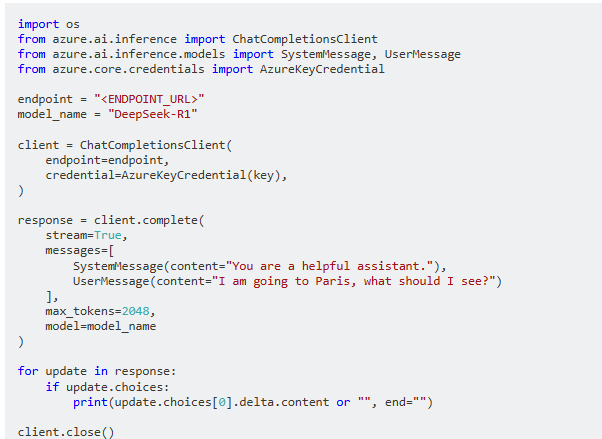 import os
from azure.ai.inference import ChatCompletionsClient
from azure.ai.inference.models import SystemMessage, UserMessage
from azure.core.credentials import AzureKeyCredential

endpoint = "<ENDPOINT_URL>"
model_name = "DeepSeek-R1"

client = ChatCompletionsClient(
    endpoint=endpoint,
    credential=AzureKeyCredential(key),
)

response = client.complete(
    stream=True,
    messages=[
        SystemMessage(content="You are a helpful assistant."),
        UserMessage(content="I am going to Paris, what should I see?")
    ],
    max_tokens=2048,
    model=model_name
)

for update in response:
    if update.choices:
        print(update.choices[0].delta.content or "", end="")

client.close()